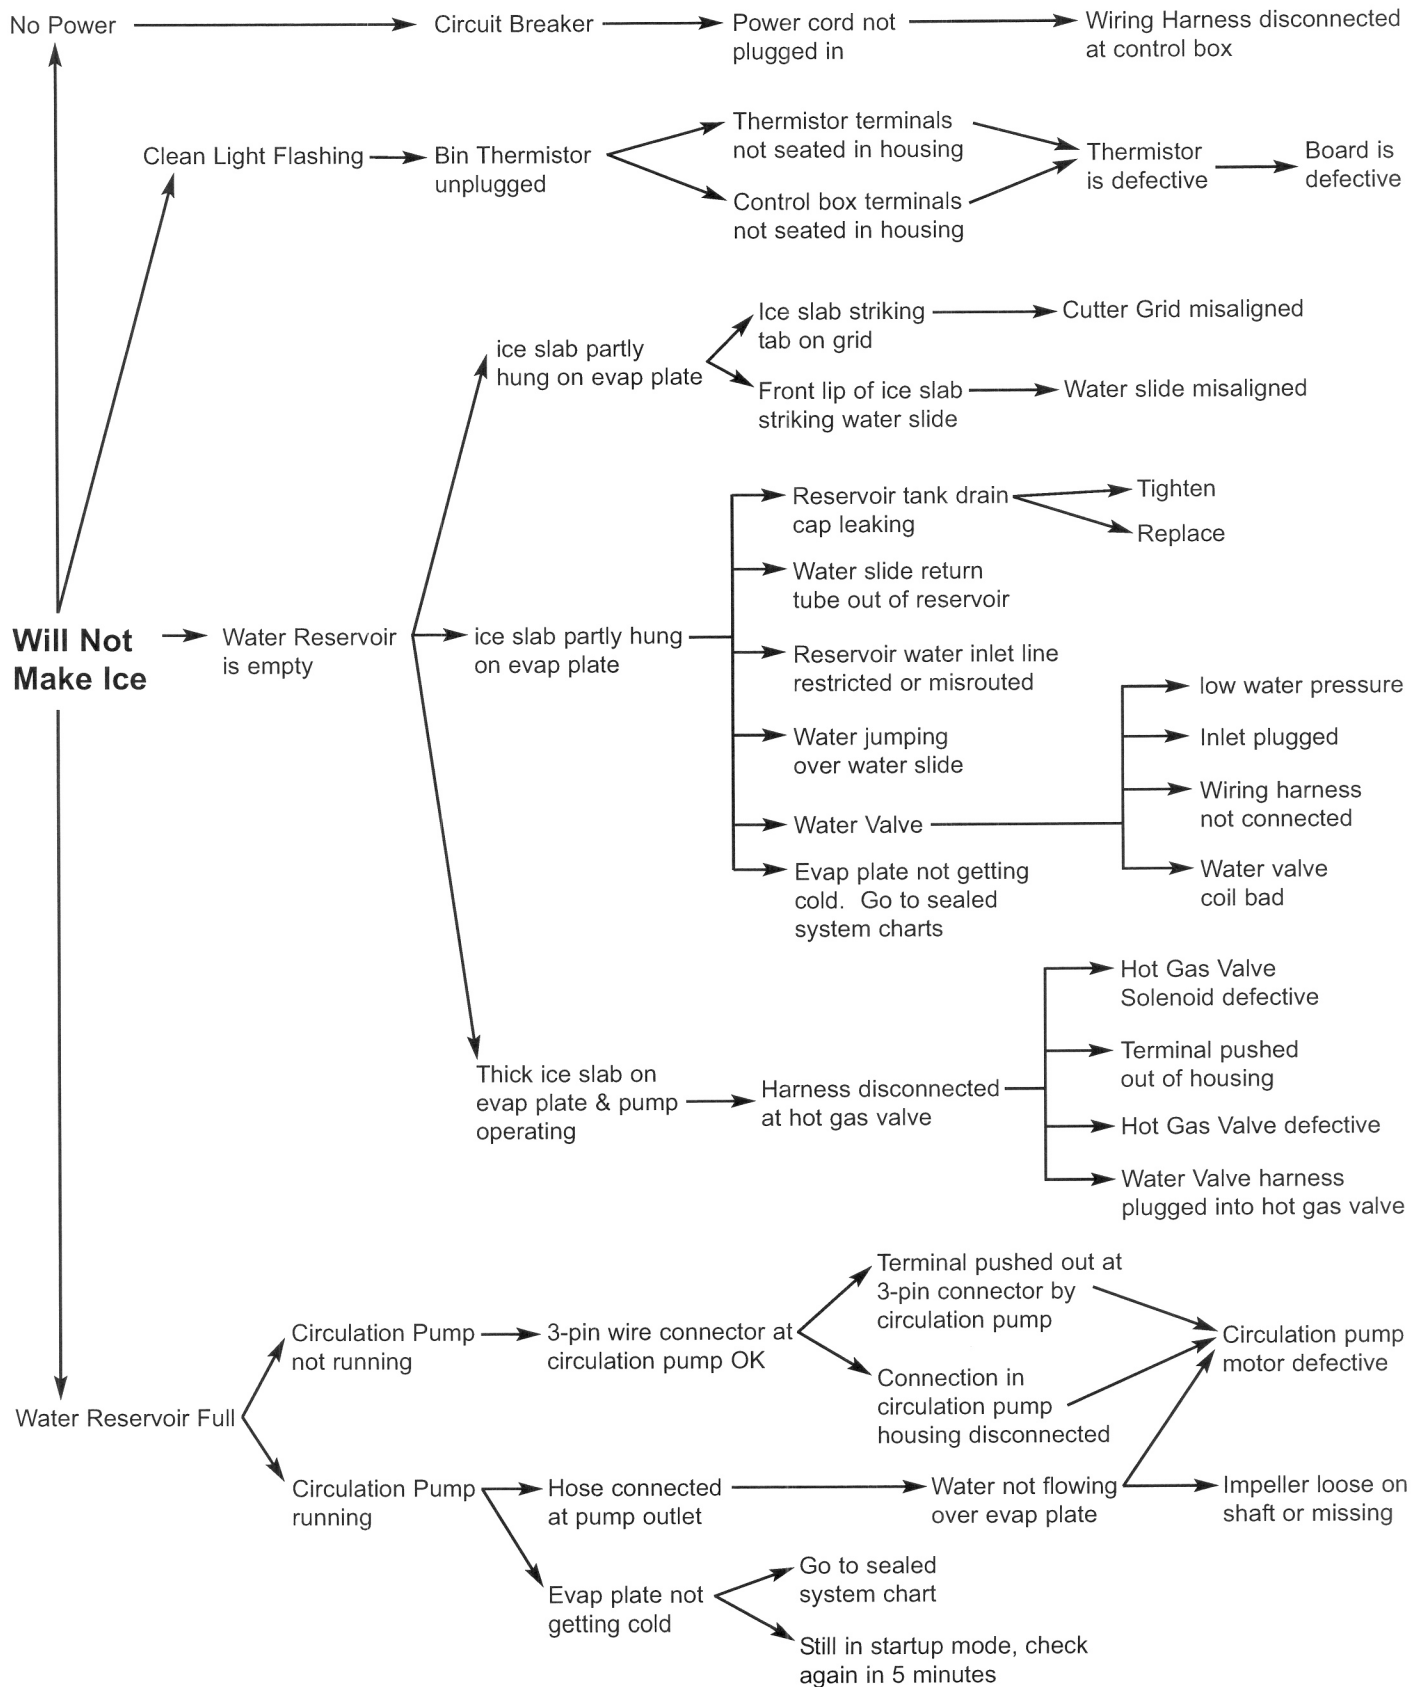 No Power
Circuit Breaker
Power cord not
plugged in
Wiring Harness disconnected
at control box
Clean Light Flashing
Bin Thermistor
unplugged
Thermistor terminals
not seated in housing
Control box terminals
not seated in housing
Thermistor
is defective
Board is
defective
ice slab partly
hung on evap plate
Ice slab striking
tab on grid
Cutter Grid misaligned
Front lip of ice slab
striking water slide
Water slide misaligned
Will Not
Make Ice
Water Reservoir
is empty
ice slab partly hung
on evap plate
Reservoir tank drain
cap leaking
Tighten
Replace
Water slide return
tube out of reservoir
Reservoir water inlet line
restricted or misrouted
Water jumping
over water slide
Water Valve
low water pressure
Inlet plugged
Wiring harness
not connected
Water valve
coil bad
Evap plate not getting
cold.  Go to sealed
system charts
Thick ice slab on
evap plate & pump
operating
Harness disconnected
at hot gas valve
Hot Gas Valve
Solenoid defective
Terminal pushed
out of housing
Hot Gas Valve defective
Water Valve harness
plugged into hot gas valve
Water Reservoir Full
Circulation Pump
not running
3-pin wire connector at
circulation pump OK
Terminal pushed out at
3-pin connector by
circulation pump
Connection in
circulation pump
housing disconnected
Circulation pump
motor defective
Circulation Pump
running
Hose connected
at pump outlet
Water not flowing
over evap plate
Impeller loose on
shaft or missing
Evap plate not
getting cold
Go to sealed
system chart
Still in startup mode, check
again in 5 minutes